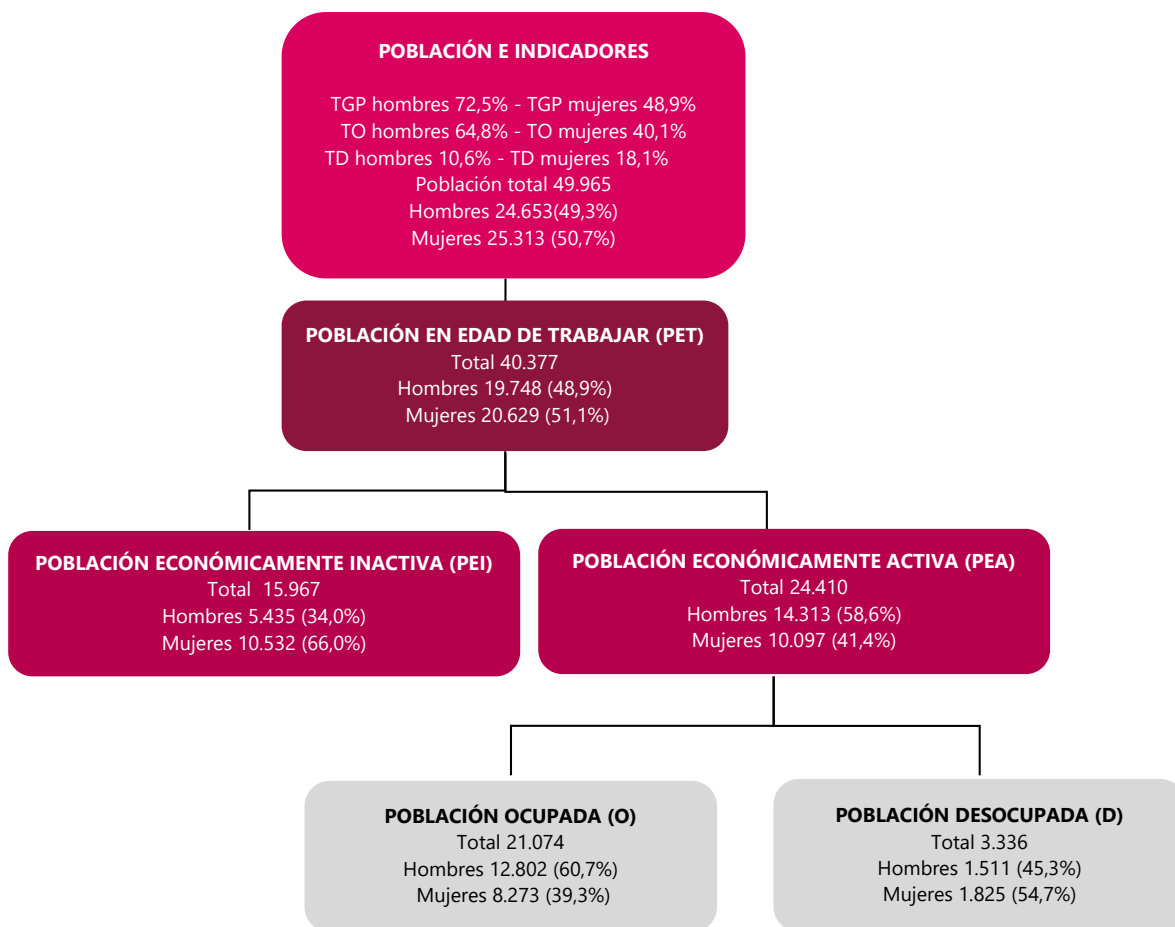 POBLACIÓN E INDICADORES
TGP hombres 72,5% - TGP mujeres 48,9%
TO hombres 64,8% - TO mujeres 40,1%
TD hombres 10,6% - TD mujeres 18,1%
Población total 49.965
Hombres 24.653(49,3%)
Mujeres 25.313 (50,7%)
POBLACIÓN EN EDAD DE TRABAJAR (PET)
Total 40.377
Hombres 19.748 (48,9%)
Mujeres 20.629 (51,1%)
POBLACIÓN ECONÓMICAMENTE INACTIVA (PEI)
Total 15.967
Hombres 5.435 (34,0%)
Mujeres 10.532 (66,0%)
POBLACIÓN ECONÓMICAMENTE ACTIVA (PEA)
Total 24.410
Hombres 14.313 (58,6%)
Mujeres 10.097 (41,4%)
POBLACIÓN OCUPADA (O)
Total 21.074
Hombres 12.802 (60,7%)
Mujeres 8.273 (39,3%)
POBLACIÓN DESOCUPADA (D)
Total 3.336
Hombres 1.511 (45,3%)
Mujeres 1.825 (54,7%)